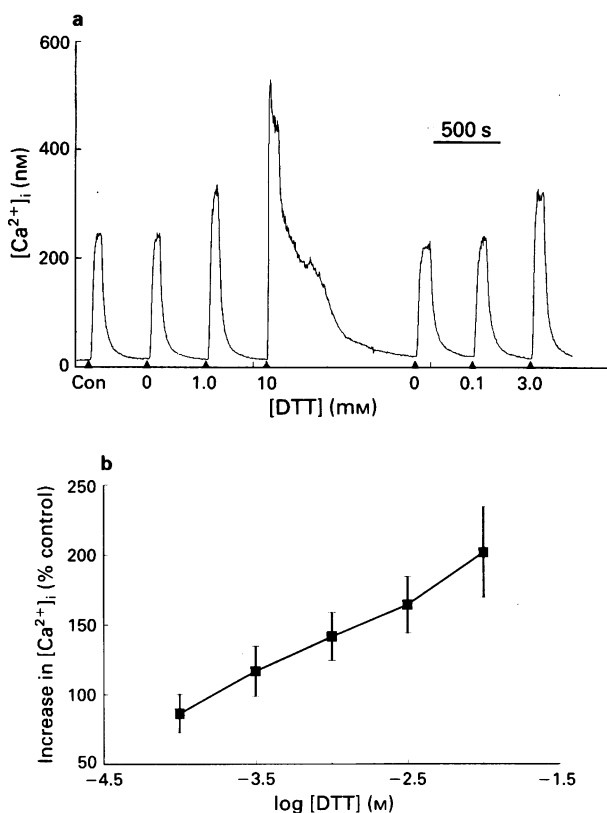 a
600
400
200
0
[Ca²⁺]ᵢ (nM)
500 s
Con 0 1.0 10 0 0.1 3.0
[DTT] (mM)
b
250
200
150
100
50
Increase in [Ca²⁺]ᵢ (% control)
−4.5 −3.5 −2.5 −1.5
log [DTT] (M)